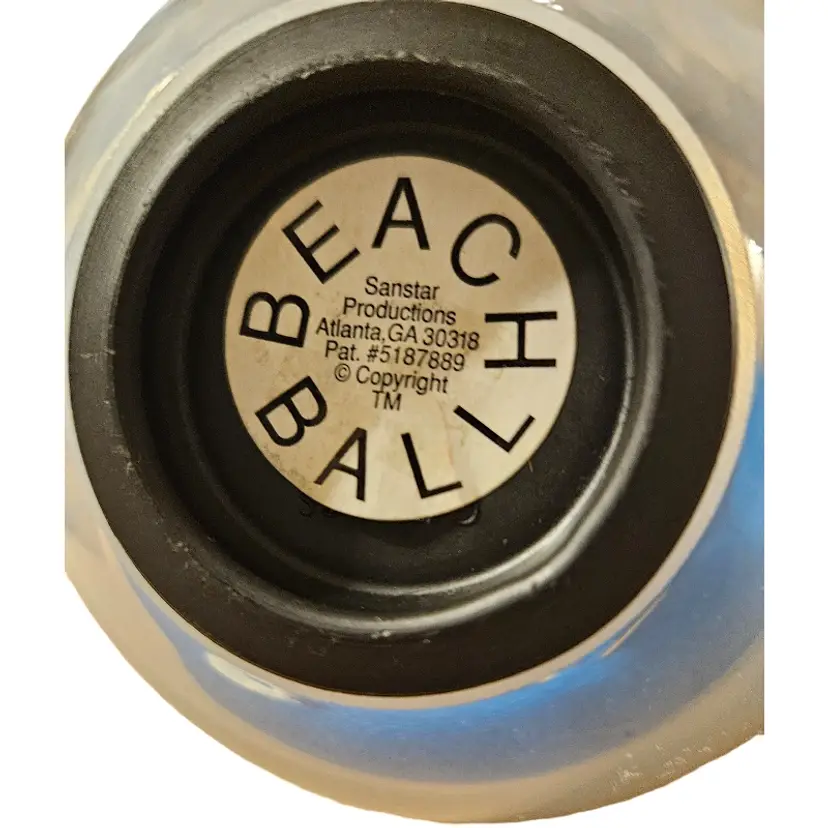 BEACH
BALL
Sanstar
Productions
Atlanta,GA 30318
Pat. #5187889
© Copyright
TM